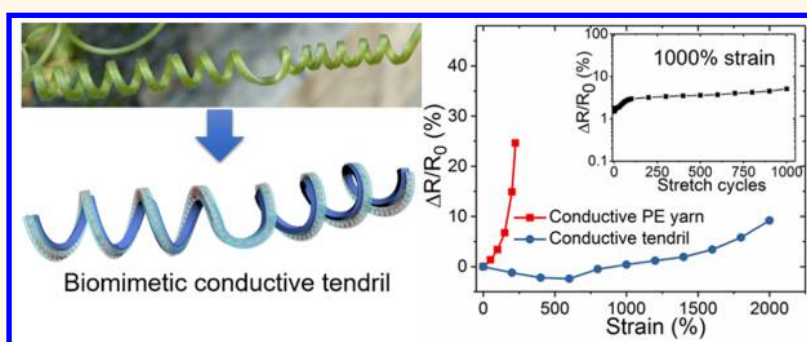 Biomimetic conductive tendril
ΔR/R0 (%)
40
30
20
10
0
0
500
1000
1500
2000
Strain (%)
Conductive PE yarn
Conductive tendril
ΔR/R0 (%)
100
10
1
0.1
0
250
500
750
1000
Stretch cycles
1000% strain